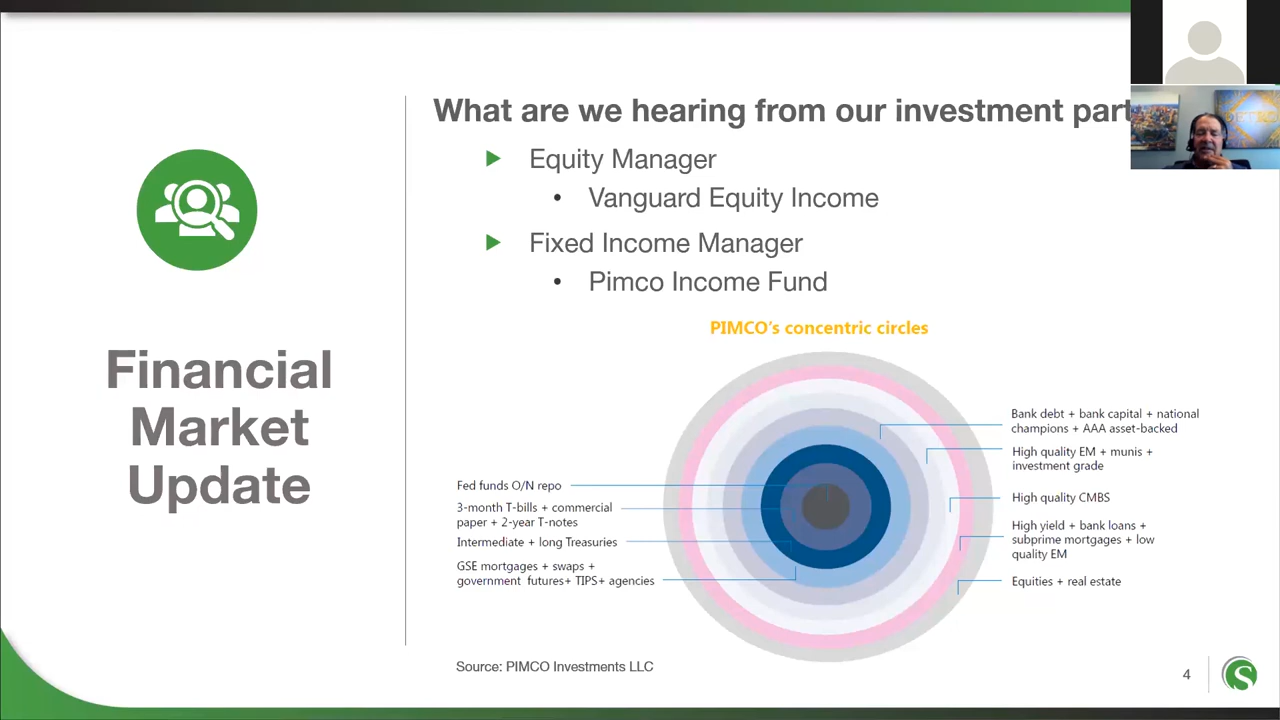 What are we hearing from our investment part
Equity Manager
• Vanguard Equity Income
Fixed Income Manager
• Pimco Income Fund
Financial
Market
Update
PIMCO's concentric circles
Fed funds O/N repo
3-month T-bills + commercial
paper + 2-year T-notes
Intermediate + long Treasuries
GSE mortgages + swaps +
government futures+ TIPS+ agencies
Bank debt + bank capital + national
champions + AAA asset-backed
High quality EM + munis +
investment grade
High quality CMBS
High yield + bank loans +
subprime mortgages + low
quality EM
Equities + real estate
Source: PIMCO Investments LLC
4
S